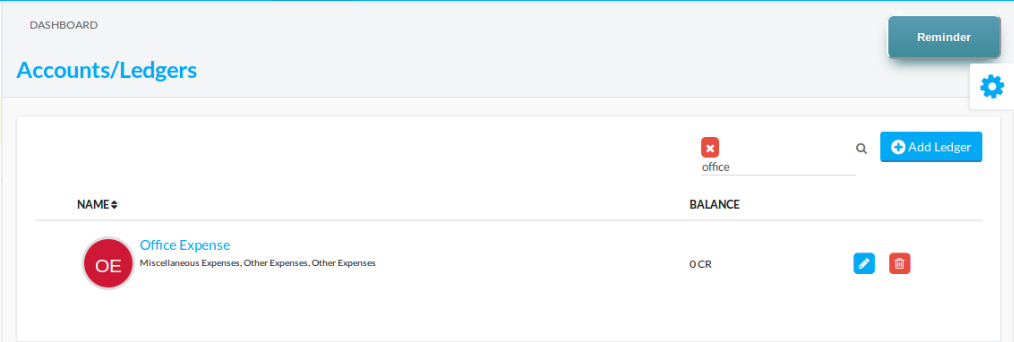 DASHBOARD
Reminder
Accounts/Ledgers
office
Add Ledger
NAME
BALANCE
OE
Office Expense
Miscellaneous Expenses, Other Expenses, Other Expenses
0 CR